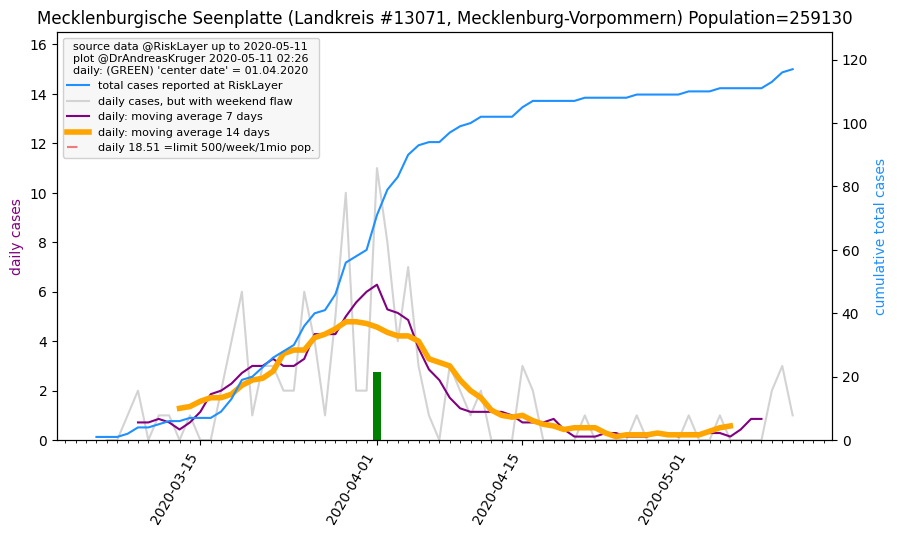 Mecklenburgische Seenplatte (Landkreis #13071, Mecklenburg-Vorpommern) Population=259130
source data @RiskLayer up to 2020-05-11
plot @DrAndreasKruger 2020-05-11 02:26
daily: (GREEN) 'center date' = 01.04.2020
total cases reported at RiskLayer
daily cases, but with weekend flaw
daily: moving average 7 days
daily: moving average 14 days
daily 18.51 =limit 500/week/1mio pop.
daily cases
16
14
12
10
8
6
4
2
0
cumulative total cases
120
100
80
60
40
20
0
2020-03-15
2020-04-01
2020-04-15
2020-05-01